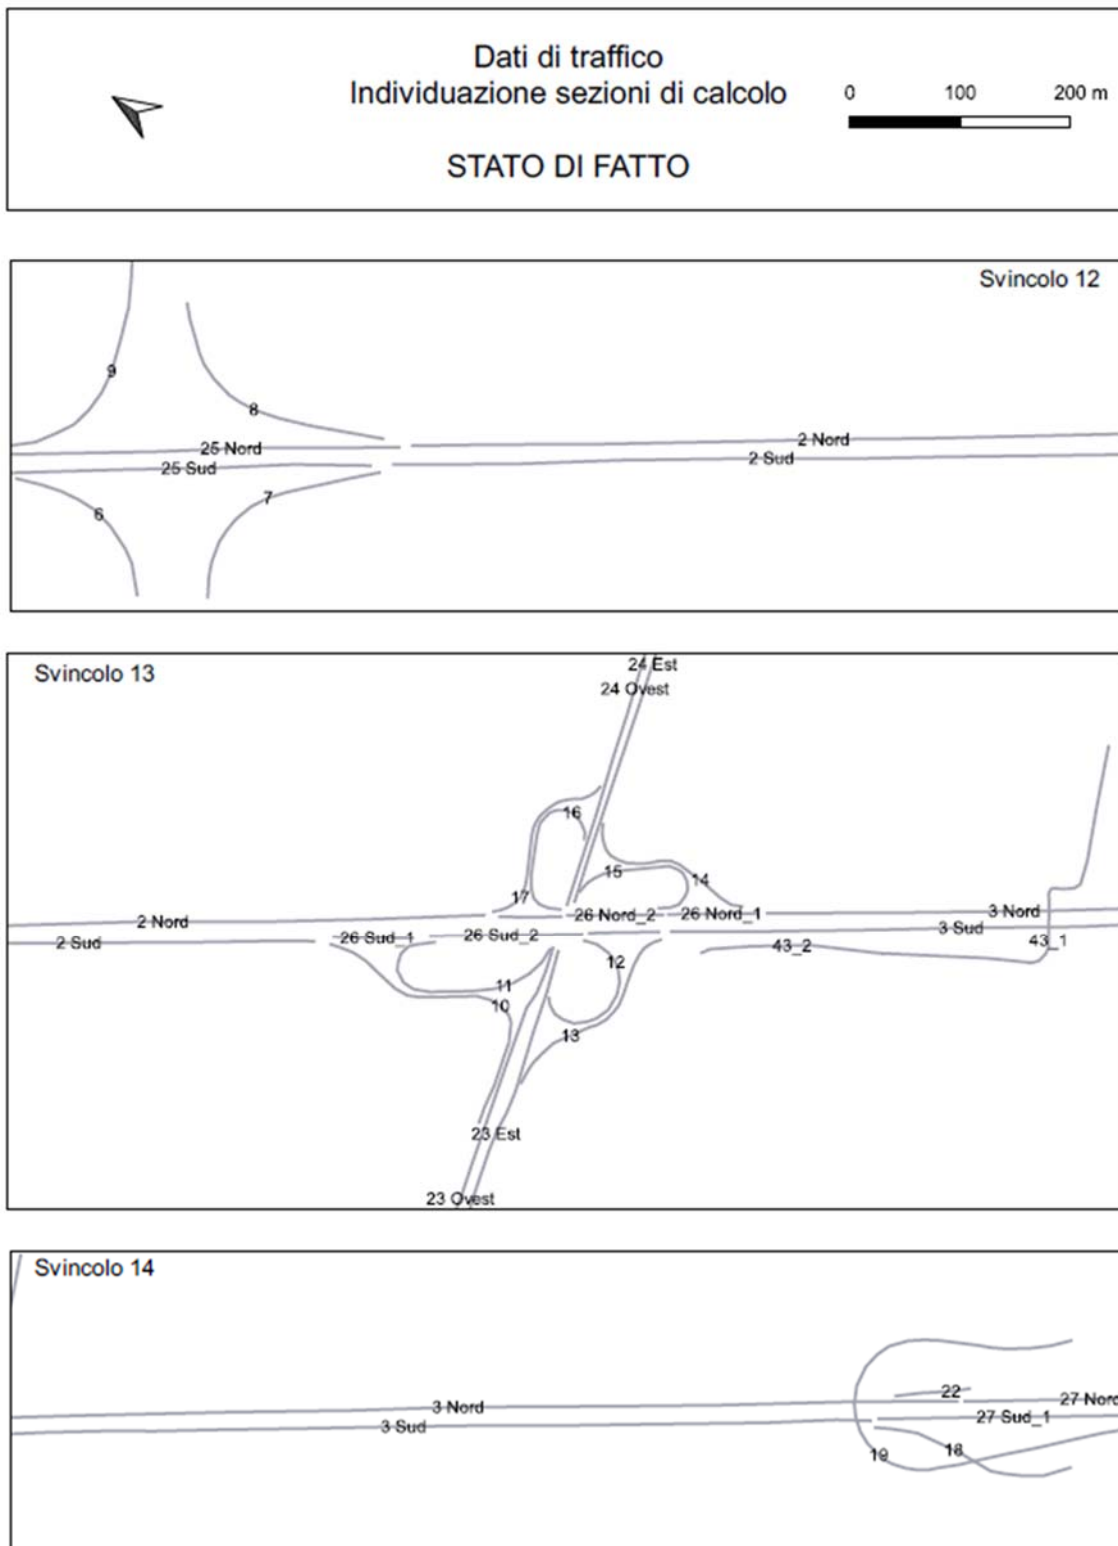 Dati di traffico
Individuazione sezioni di calcolo
0 100 200 m
STATO DI FATTO
Svincolo 12
9
8
25 Nord
2 Nord
25 Sud
2 Sud
7
6
Svincolo 13
24 Est
24 Ovest
16
15
14
17
26 Nord_2
26 Nord_1
3 Nord
2 Nord
3 Sud
26 Sud_1
26 Sud_2
2 Sud
43_2
43_1
12
11
10
13
23 Est
23 Ovest
Svincolo 14
22
27 Nord
3 Nord
27 Sud_1
3 Sud
19
18